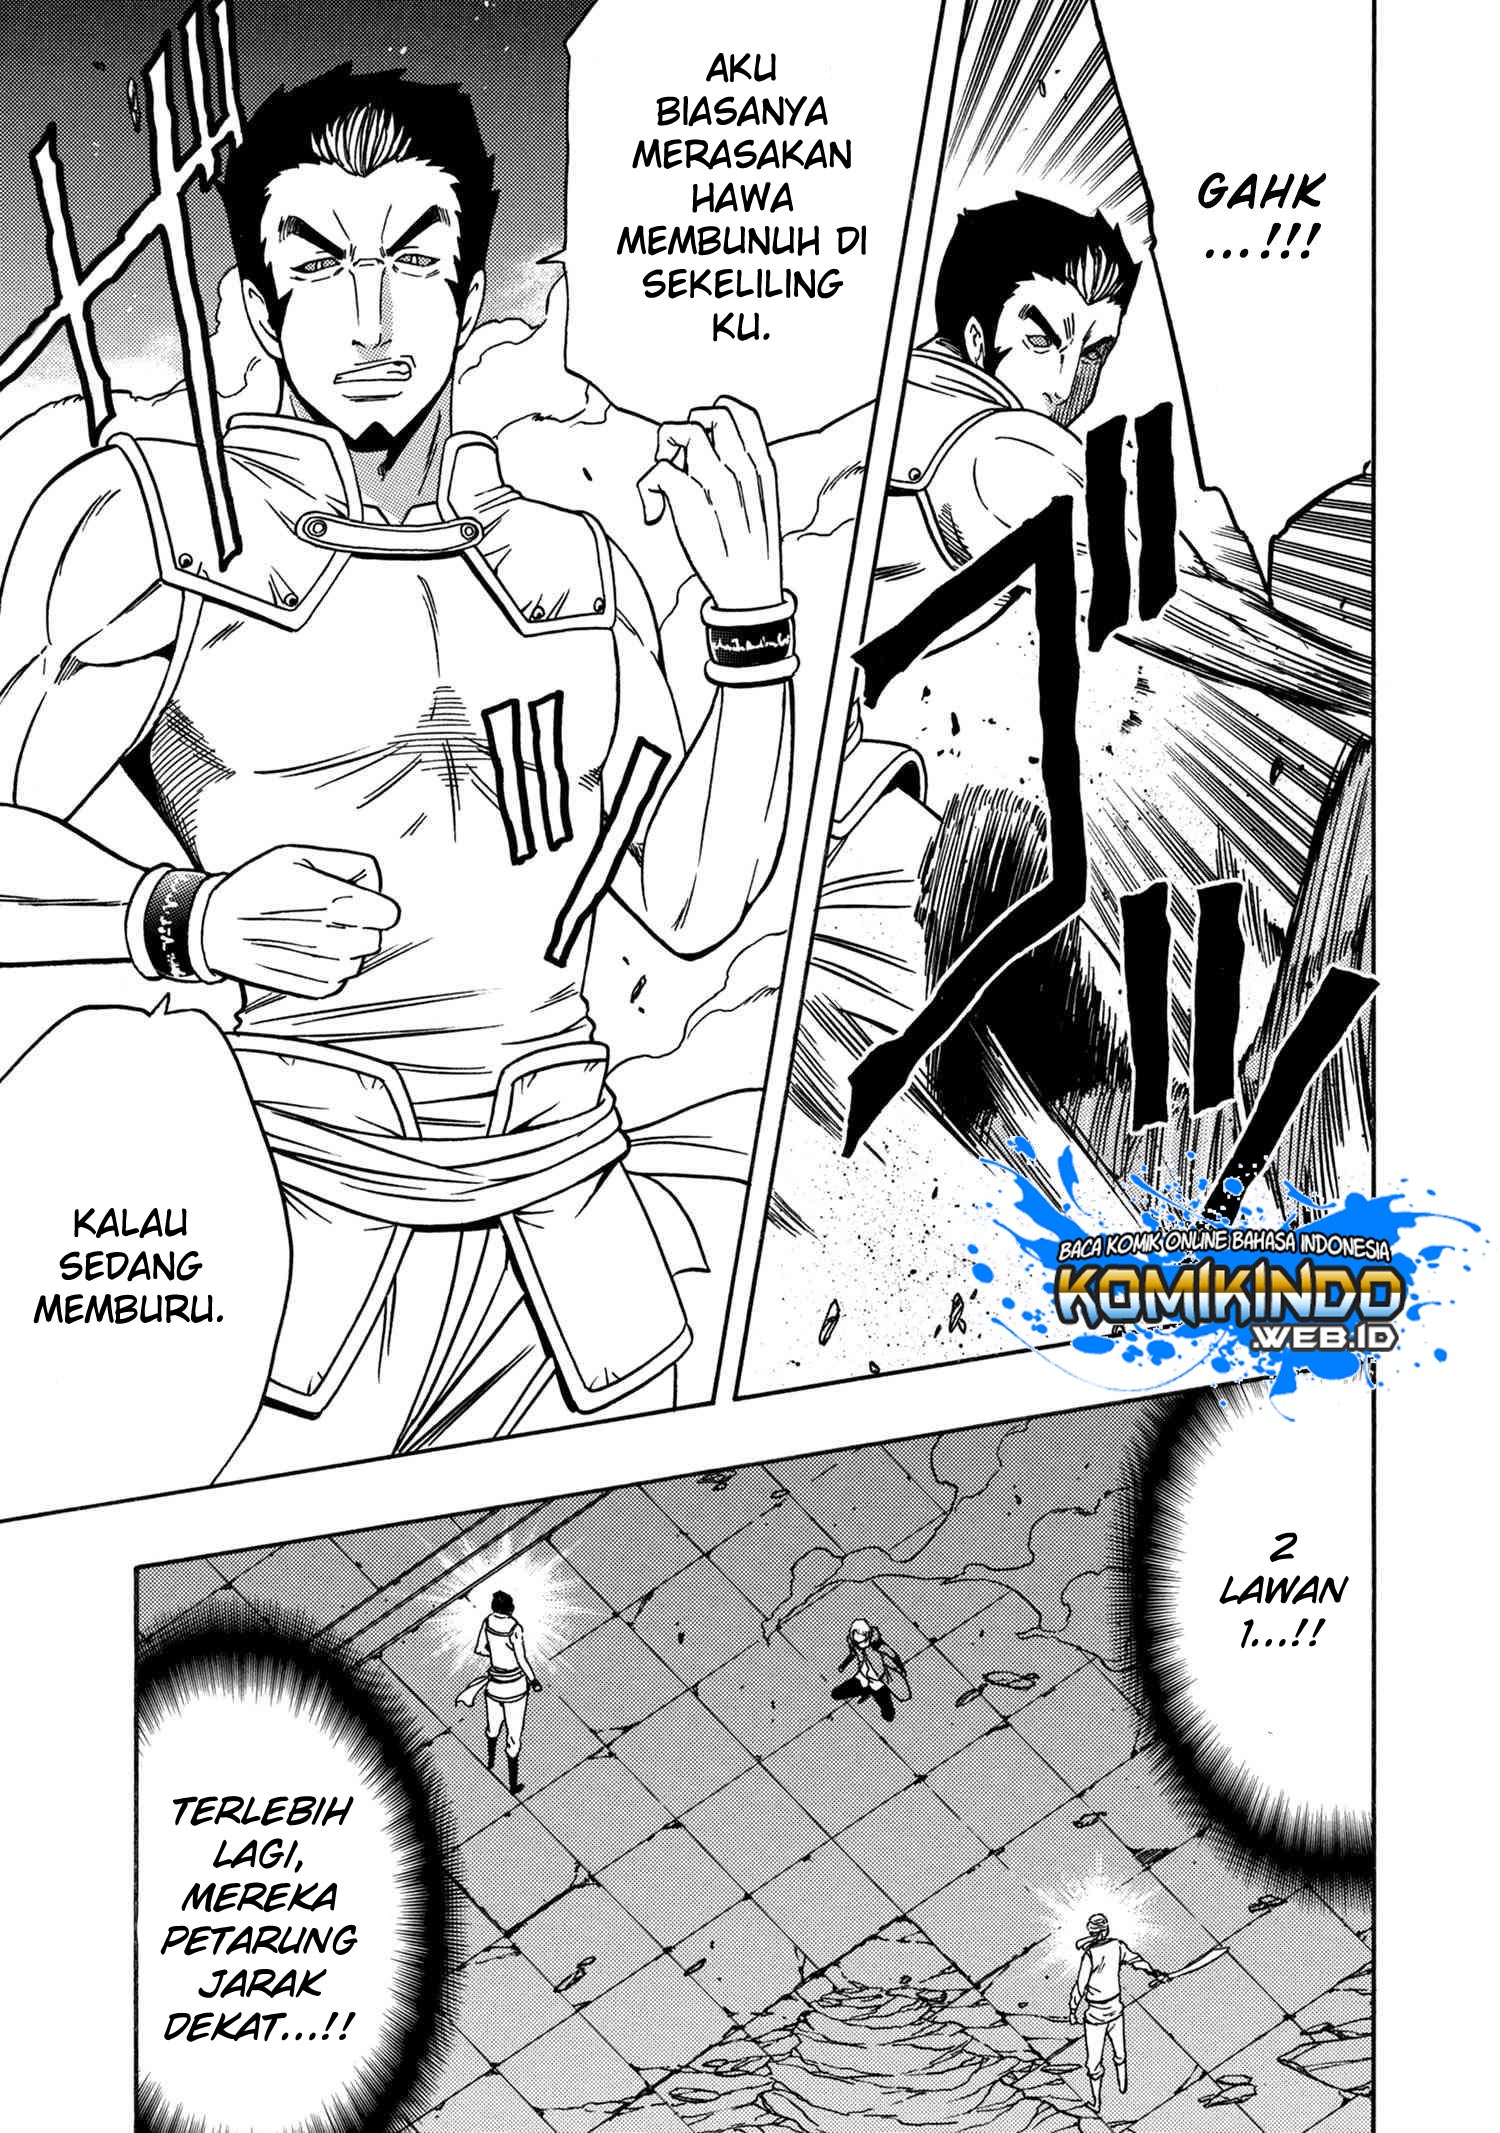 GAHK
...!!!
AKU
BIASANYA
MERASAKAN
HAWA
MEMBUNUH DI
SEKELILING
KU.
KALAU
SEDANG
MEMBURU.
BACA KOMIK ONLINE BAHASA INDONESIA
KOMIKINDO
.WEB.ID
2
LAWAN
1...!!
TERLEBIH
LAGI,
MEREKA
PETARUNG
JARAK
DEKAT...!!